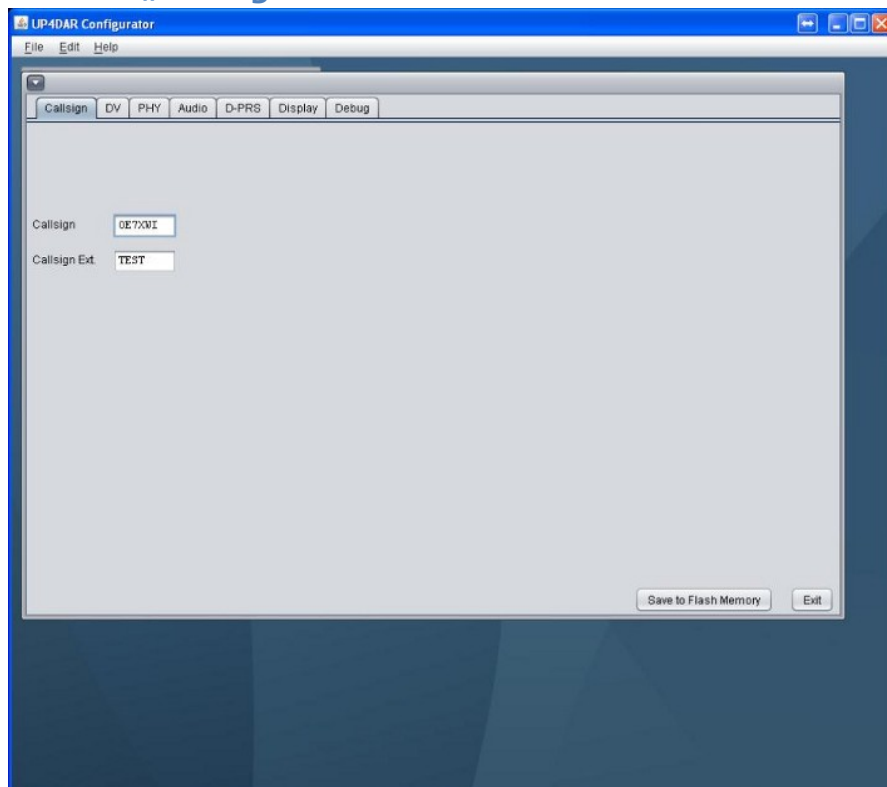 UP4DAR Configurator
File Edit Help
Callsign DV PHY Audio D-PRS Display Debug
Callsign OE7XWI
Callsign Ext. TEST
Save to Flash Memory Exit